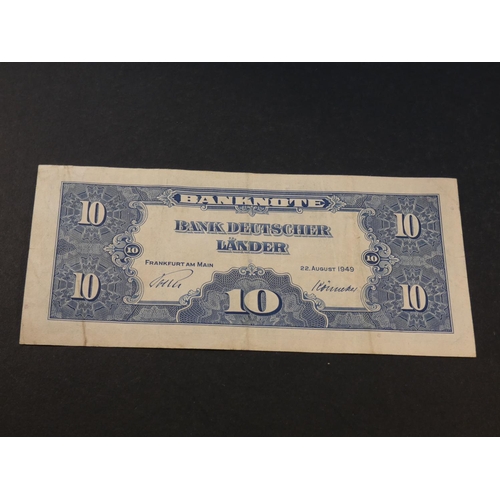 BANKNOTE
10 10
BANK DEUTSCHER
LÄNDER
10 10
FRANKFURT AM MAIN 22. AUGUST 1949
10 10 10